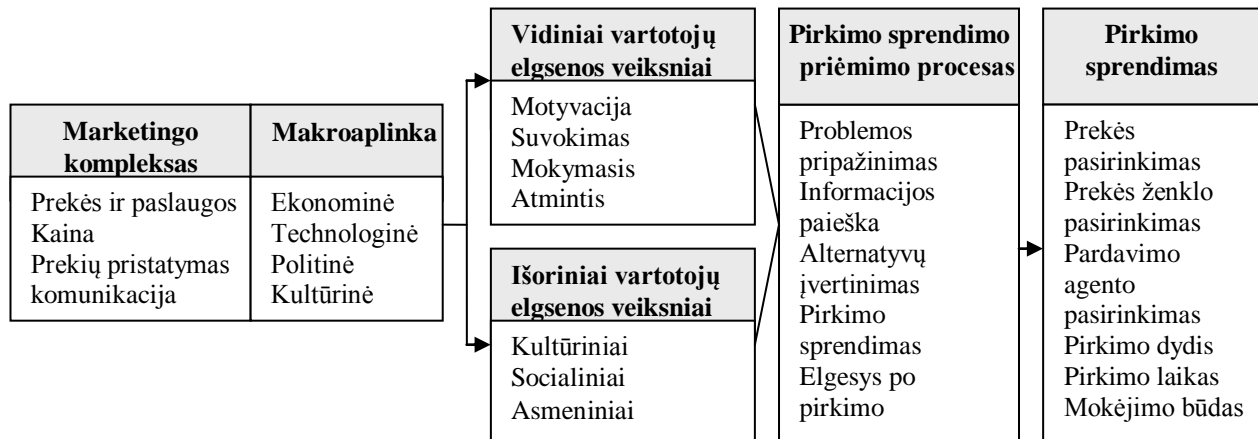 Marketingo
kompleksas
Prekės ir paslaugos
Kaina
Prekių pristatymas
komunikacija
Makroaplinka
Ekonominė
Technologinė
Politinė
Kultūrinė
Vidiniai vartotojų
elgsenos veiksniai
Motyvacija
Suvokimas
Mokymasis
Atmintis
Išoriniai vartotojų
elgsenos veiksniai
Kultūriniai
Socialiniai
Asmeniniai
Pirkimo sprendimo
priėmimo procesas
Problemos
pripažinimas
Informacijos
paieška
Alternatyvų
įvertinimas
Pirkimo
sprendimas
Elgesys po
pirkimo
Pirkimo
sprendimas
Prekės
pasirinkimas
Prekės ženklo
pasirinkimas
Pardavimo
agento
pasirinkimas
Pirkimo dydis
Pirkimo laikas
Mokėjimo būdas